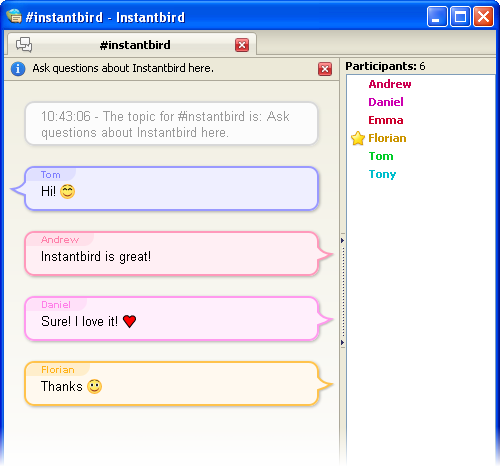 #instantbird - Instantbird
#instantbird
Ask questions about Instantbird here.
10:43:06 - The topic for #instantbird is: Ask
questions about Instantbird here.
Tom
Hi! 😊
Andrew
Instantbird is great!
Daniel
Sure! I love it! ♥
Florian
Thanks 🙂
Participants: 6
Andrew
Daniel
Emma
Florian
Tom
Tony